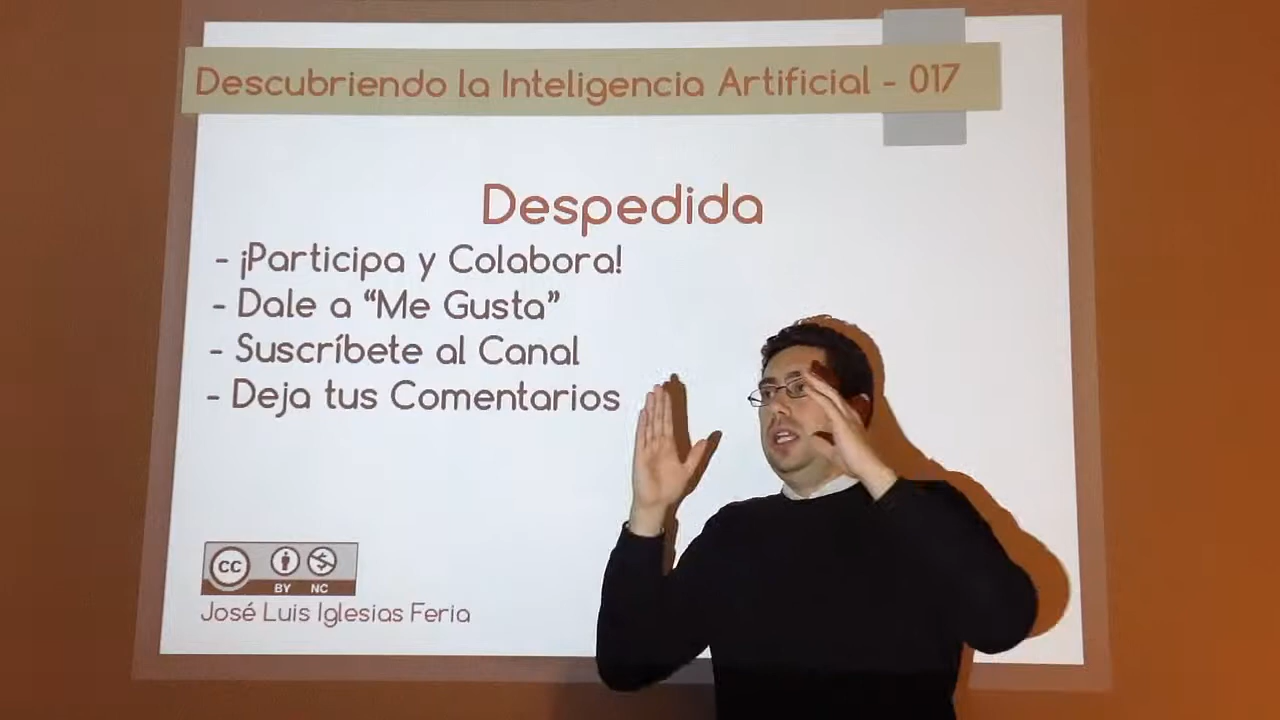 Descubriendo la Inteligencia Artificial - 017
Despedida
- ¡Participa y Colabora!
- Dale a “Me Gusta”
- Suscríbete al Canal
- Deja tus Comentarios
CC
BY NC
José Luis Iglesias Feria